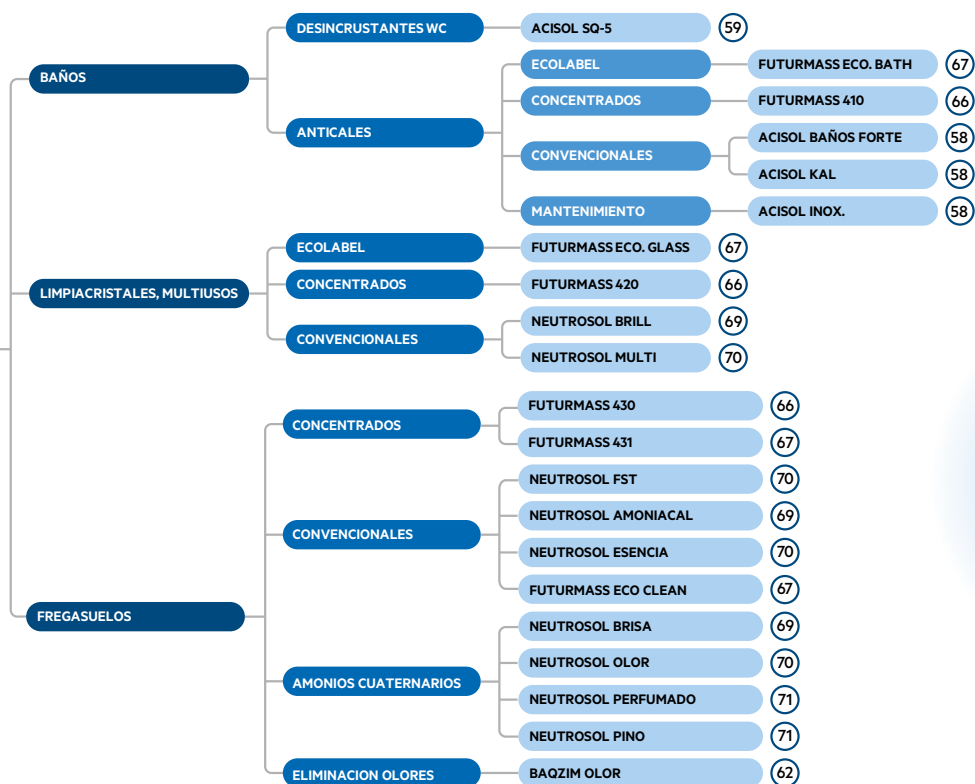 BAÑOS
DESINCRUSTANTES WC
ACISOL SQ-5
59
ANTICALES
ECOLABEL
FUTURMASS ECO. BATH
67
CONCENTRADOS
FUTURMASS 410
66
CONVENCIONALES
ACISOL BAÑOS FORTE
58
ACISOL KAL
58
MANTENIMIENTO
ACISOL INOX.
58
LIMPIACRISTALES, MULTIUSOS
ECOLABEL
FUTURMASS ECO. GLASS
67
CONCENTRADOS
FUTURMASS 420
66
CONVENCIONALES
NEUTROSOL BRILL
69
NEUTROSOL MULTI
70
FREGASUELOS
CONCENTRADOS
FUTURMASS 430
66
FUTURMASS 431
67
CONVENCIONALES
NEUTROSOL FST
70
NEUTROSOL AMONIACAL
69
NEUTROSOL ESENCIA
70
FUTURMASS ECO CLEAN
67
AMONIOS CUATERNARIOS
NEUTROSOL BRISA
69
NEUTROSOL OLOR
70
NEUTROSOL PERFUMADO
71
NEUTROSOL PINO
71
ELIMINACION OLORES
BAQZIM OLOR
62